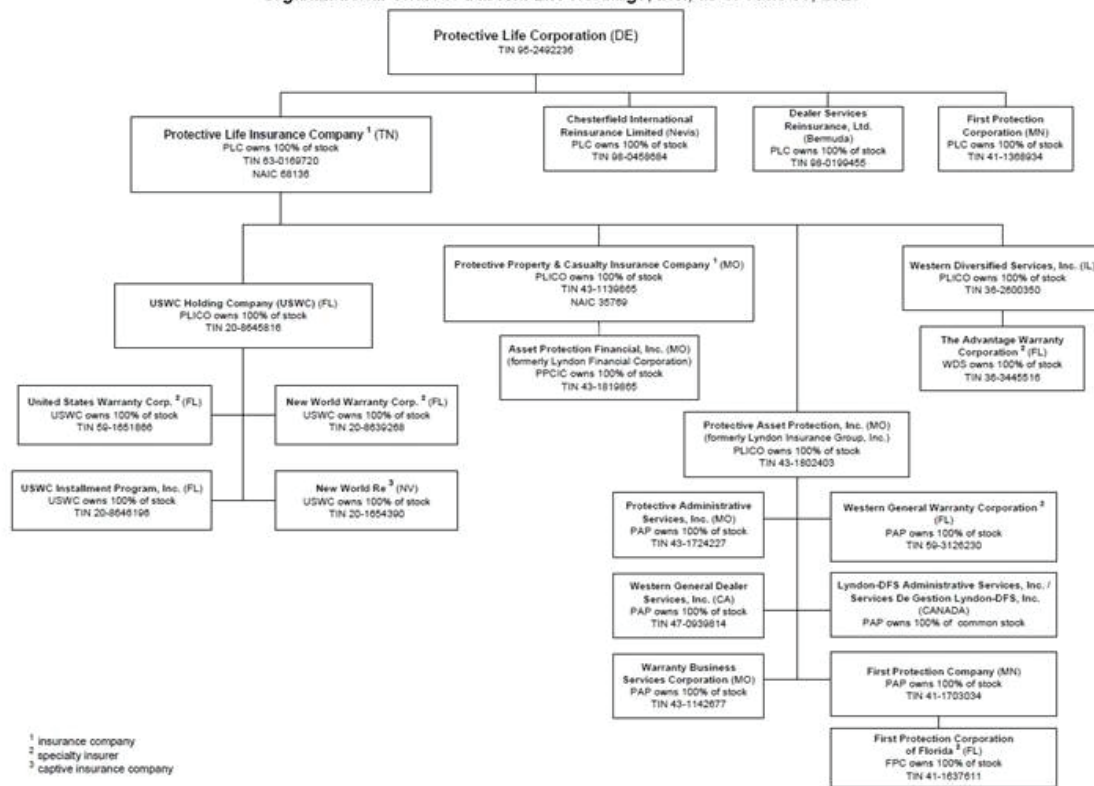 Protective Life Corporation (DE)
TIN 95-2492236
Protective Life Insurance Company 1 (TN)
PLC owns 100% of stock
TIN 63-0169720
NAIC 68136
Chesterfield International
Reinsurance Limited (Nevis)
PLC owns 100% of stock
TIN 98-0458684
Dealer Services
Reinsurance, Ltd.
(Bermuda)
PLC owns 100% of stock
TIN 98-0199455
First Protection
Corporation (MN)
PLC owns 100% of stock
TIN 41-1368934
USWC Holding Company (USWC) (FL)
PLICO owns 100% of stock
TIN 20-8645816
Protective Property & Casualty Insurance Company 1 (MO)
PLICO owns 100% of stock
TIN 43-1139865
NAIC 35769
Western Diversified Services, Inc. (IL)
PLICO owns 100% of stock
TIN 36-2600350
Asset Protection Financial, Inc. (MO)
(formerly Lyndon Financial Corporation)
PPCIC owns 100% of stock
TIN 43-1819865
The Advantage Warranty
Corporation 2 (FL)
WDS owns 100% of stock
TIN 36-3445516
United States Warranty Corp. 2 (FL)
USWC owns 100% of stock
TIN 59-1651866
New World Warranty Corp. 2 (FL)
USWC owns 100% of stock
TIN 20-8639268
USWC Installment Program, Inc. (FL)
USWC owns 100% of stock
TIN 20-8646196
New World Re 3 (NV)
USWC owns 100% of stock
TIN 20-1654390
Protective Asset Protection, Inc. (MO)
(formerly Lyndon Insurance Group, Inc.)
PLICO owns 100% of stock
TIN 43-1802403
Protective Administrative
Services, Inc. (MO)
PAP owns 100% of stock
TIN 43-1724227
Western General Warranty Corporation 2
(FL)
PAP owns 100% of stock
TIN 59-3126230
Western General Dealer
Services, Inc. (CA)
PAP owns 100% of stock
TIN 47-0939814
Lyndon-DFS Administrative Services, Inc. /
Services De Gestion Lyndon-DFS, Inc.
(CANADA)
PAP owns 100% of common stock
Warranty Business
Services Corporation (MO)
PAP owns 100% of stock
TIN 43-1142677
First Protection Company (MN)
PAP owns 100% of stock
TIN 41-1703034
First Protection Corporation
of Florida 2 (FL)
FPC owns 100% of stock
TIN 41-1637611
1 insurance company
2 specialty insurer
3 captive insurance company